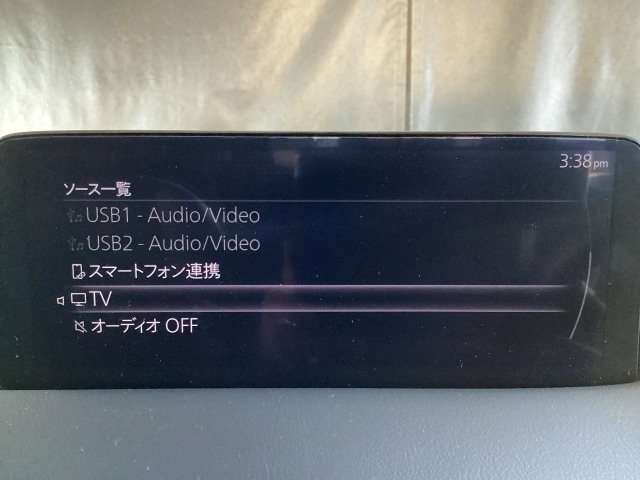 3:38pm
ソース一覧
USB1 - Audio/Video
USB2 - Audio/Video
スマートフォン連携
TV
オーディオ OFF